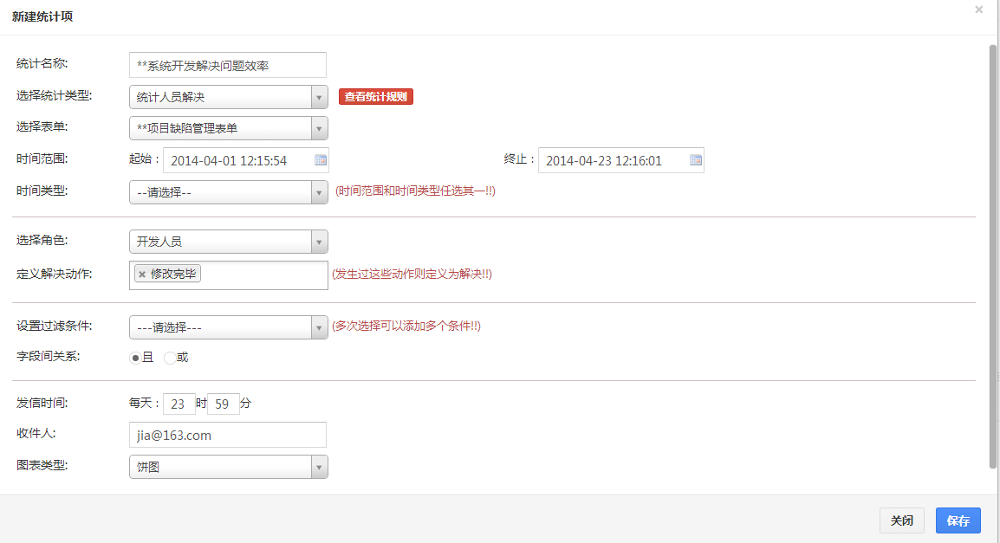 新建统计项
×
统计名称: **系统开发解决问题效率
选择统计类型: 统计人员解决 查看统计规则
选择表单: **项目缺陷管理表单
时间范围: 起始： 2014-04-01 12:15:54 终止： 2014-04-23 12:16:01
时间类型: --请选择-- (时间范围和时间类型任选其一!!)
选择角色: 开发人员
定义解决动作: × 修改完毕 (发生过这些动作则定义为解决!!)
设置过滤条件: ---请选择--- (多次选择可以添加多个条件!!)
字段间关系: 且 或
发信时间: 每天： 23 时 59 分
收件人: jia@163.com
图表类型: 饼图
关闭 保存